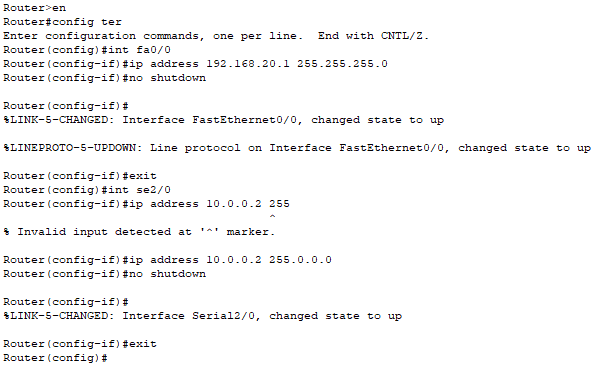 Router>en
Router#config ter
Enter configuration commands, one per line.  End with CNTL/Z.
Router(config)#int fa0/0
Router(config-if)#ip address 192.168.20.1 255.255.255.0
Router(config-if)#no shutdown
Router(config-if)#
%LINK-5-CHANGED: Interface FastEthernet0/0, changed state to up
%LINEPROTO-5-UPDOWN: Line protocol on Interface FastEthernet0/0, changed state to up
Router(config-if)#exit
Router(config)#int se2/0
Router(config-if)#ip address 10.0.0.2 255
^
% Invalid input detected at '^' marker.
Router(config-if)#ip address 10.0.0.2 255.0.0.0
Router(config-if)#no shutdown
Router(config-if)#
%LINK-5-CHANGED: Interface Serial2/0, changed state to up
Router(config-if)#exit
Router(config)#